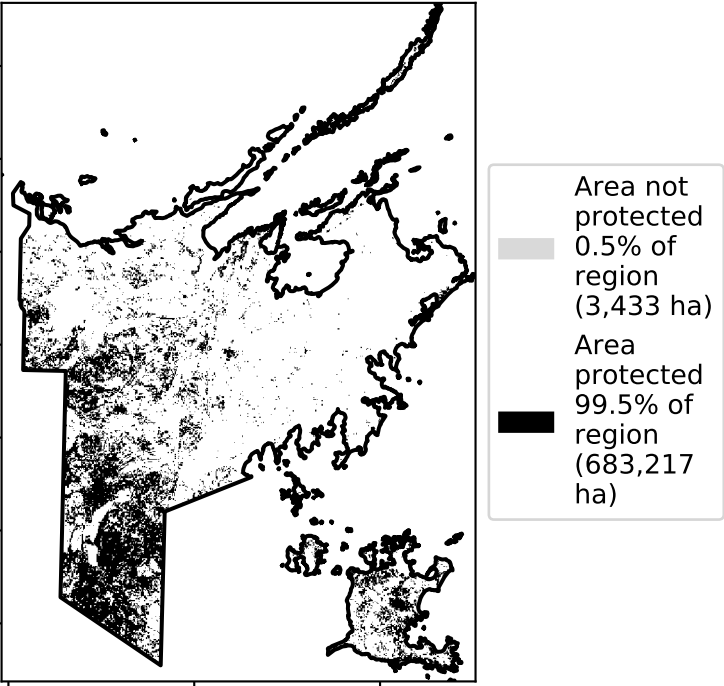 Area not
protected
0.5% of
region
(3,433 ha)
Area
protected
99.5% of
region
(683,217
ha)